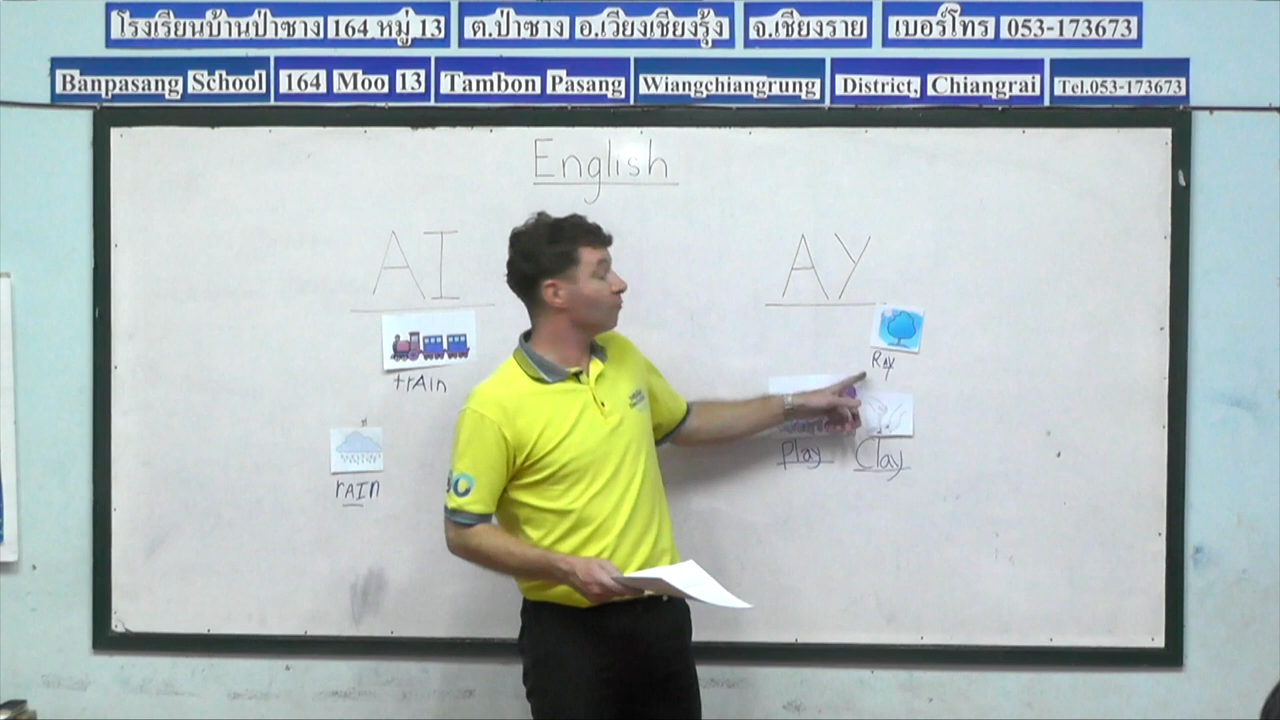 โรงเรียนบ้านป่าซาง 164 หมู่ 13 ต.ป่าซาง อ.เวียงเชียงรุ้ง จ.เชียงราย เบอร์โทร 053-173673
Banpasang School 164 Moo 13 Tambon Pasang Wiangchiangrung District, Chiangrai Tel.053-173673
English
AI AY
trAin
RAY
Play Clay
rAIn